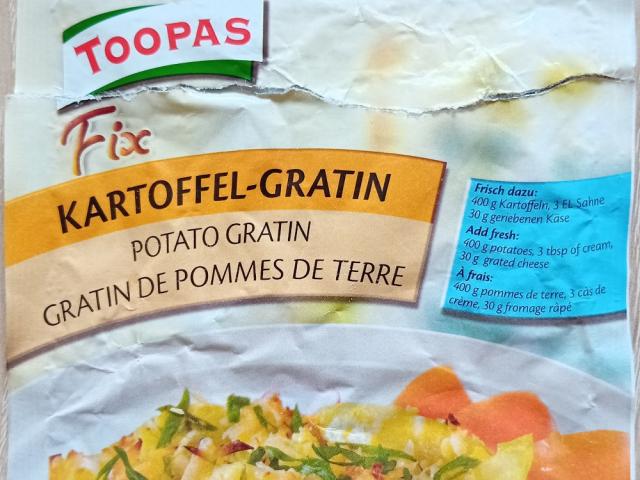 TOOPAS
Fix
KARTOFFEL-GRATIN
POTATO GRATIN
GRATIN DE POMMES DE TERRE
Frisch dazu:
400 g Kartoffeln, 3 EL Sahne
30 g geriebenen Käse
Add fresh:
400 g potatoes, 3 tbsp of cream,
30 g grated cheese
À frais:
400 g pommes de terre, 3 càs de
crème, 30 g fromage râpé